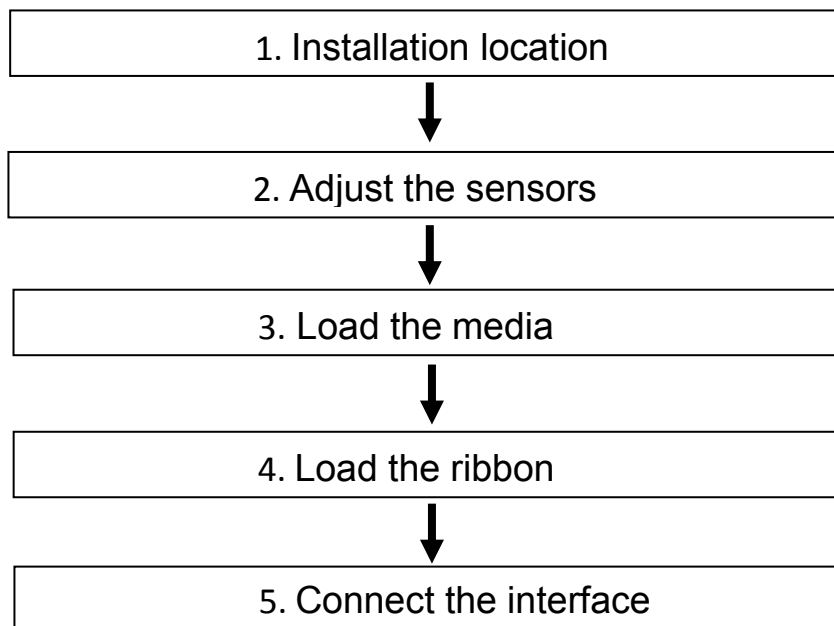 1. Installation location
2. Adjust the sensors
3. Load the media
4. Load the ribbon
5. Connect the interface